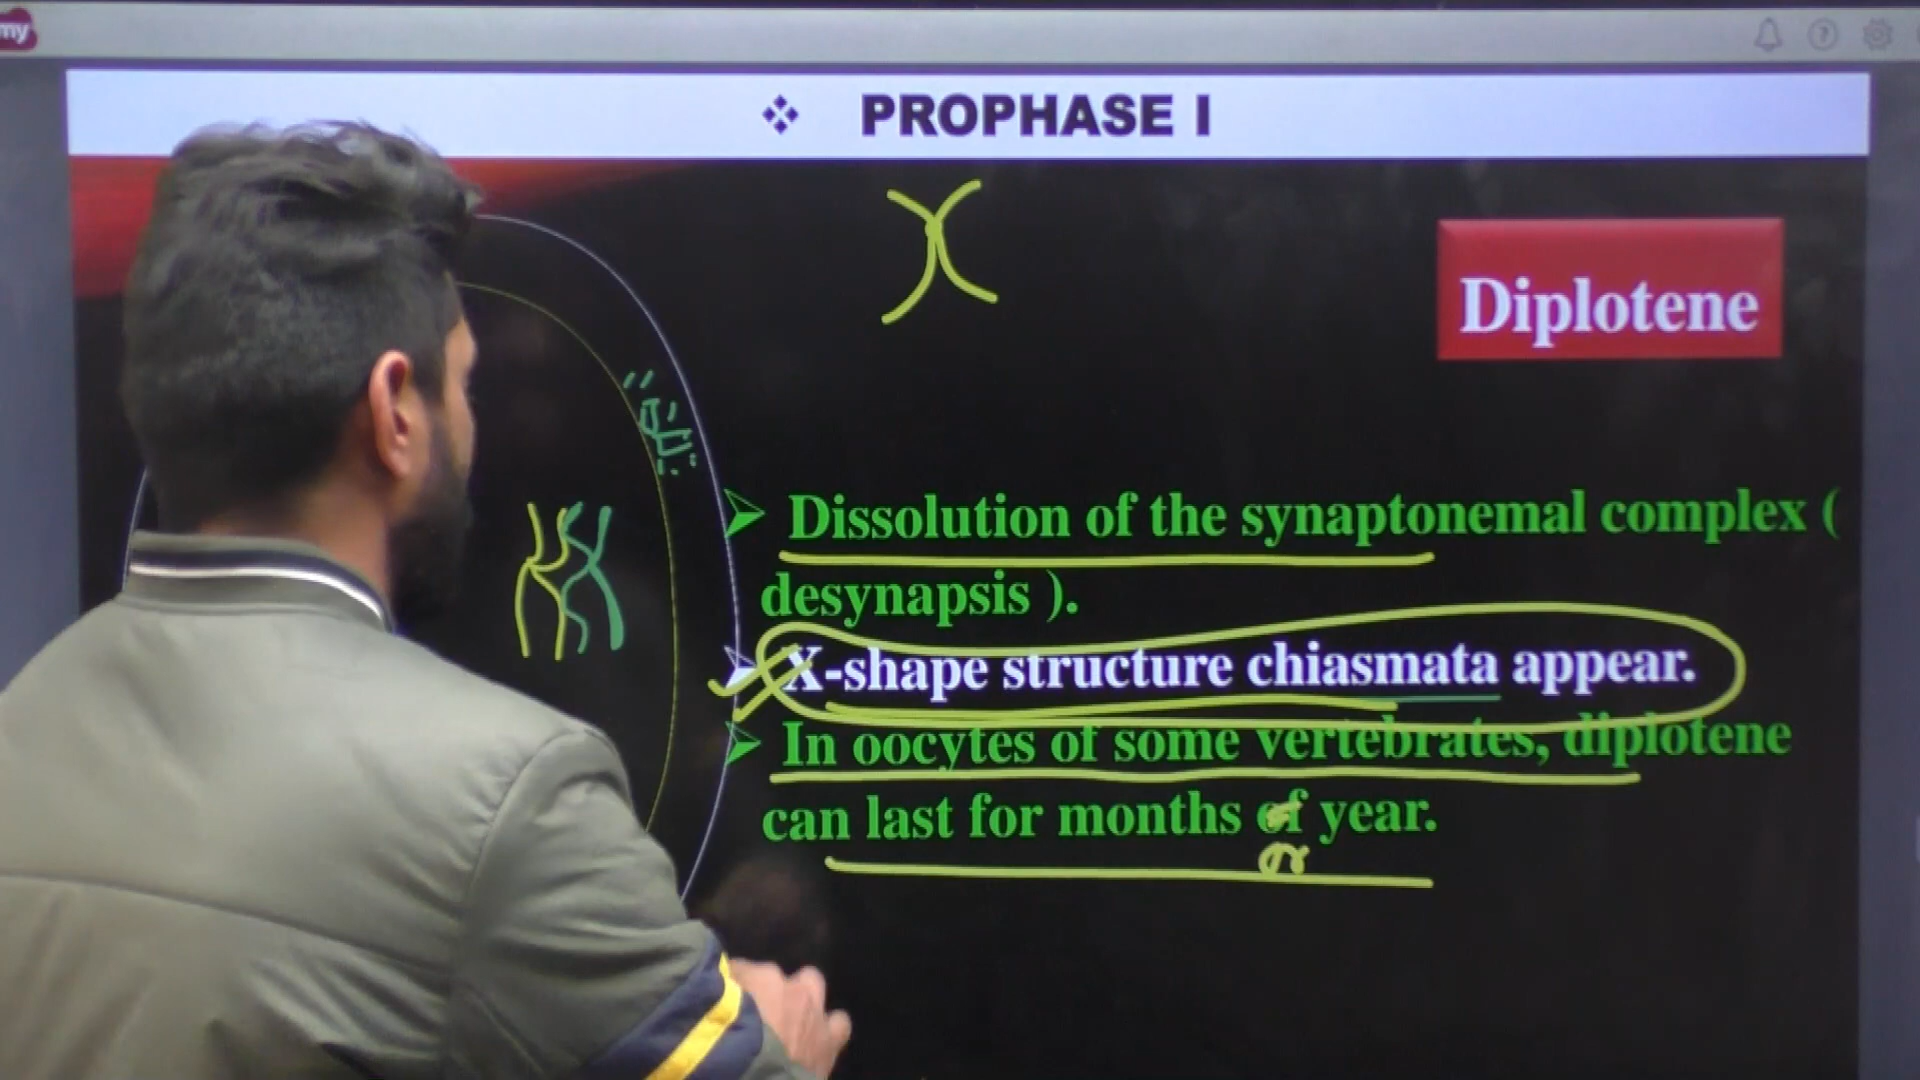 my
❖ PROPHASE I
Diplotene
➢ Dissolution of the synaptonemal complex (
desynapsis ).
➢ X-shape structure chiasmata appear.
➢ In oocytes of some vertebrates, diplotene
can last for months of year.
or